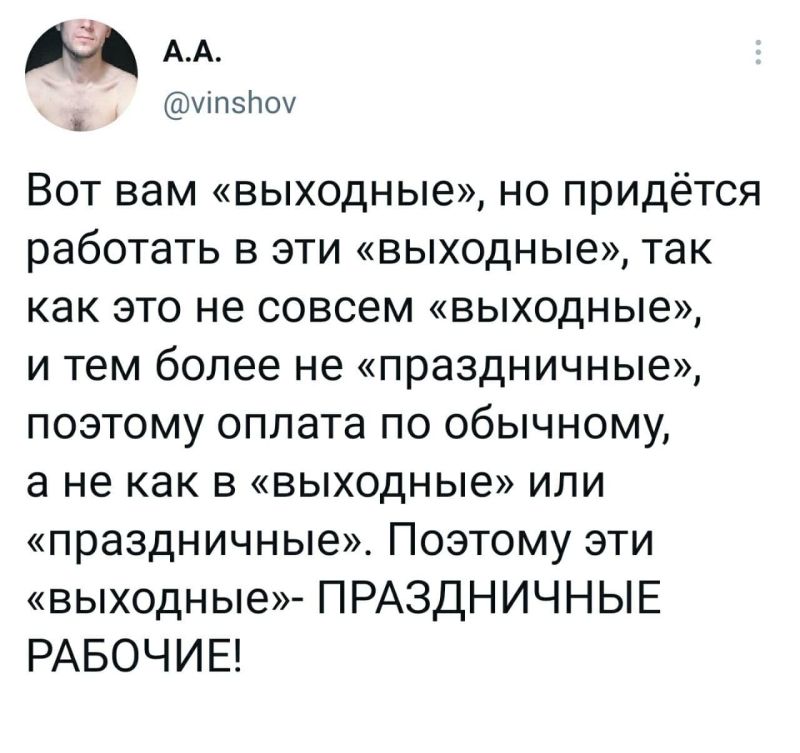 А.А.
@vinshov
Вот вам «выходные», но придётся
работать в эти «выходные», так
как это не совсем «выходные»,
и тем более не «праздничные»,
поэтому оплата по обычному,
а не как в «выходные» или
«праздничные». Поэтому эти
«выходные»- ПРАЗДНИЧНЫЕ
РАБОЧИЕ!